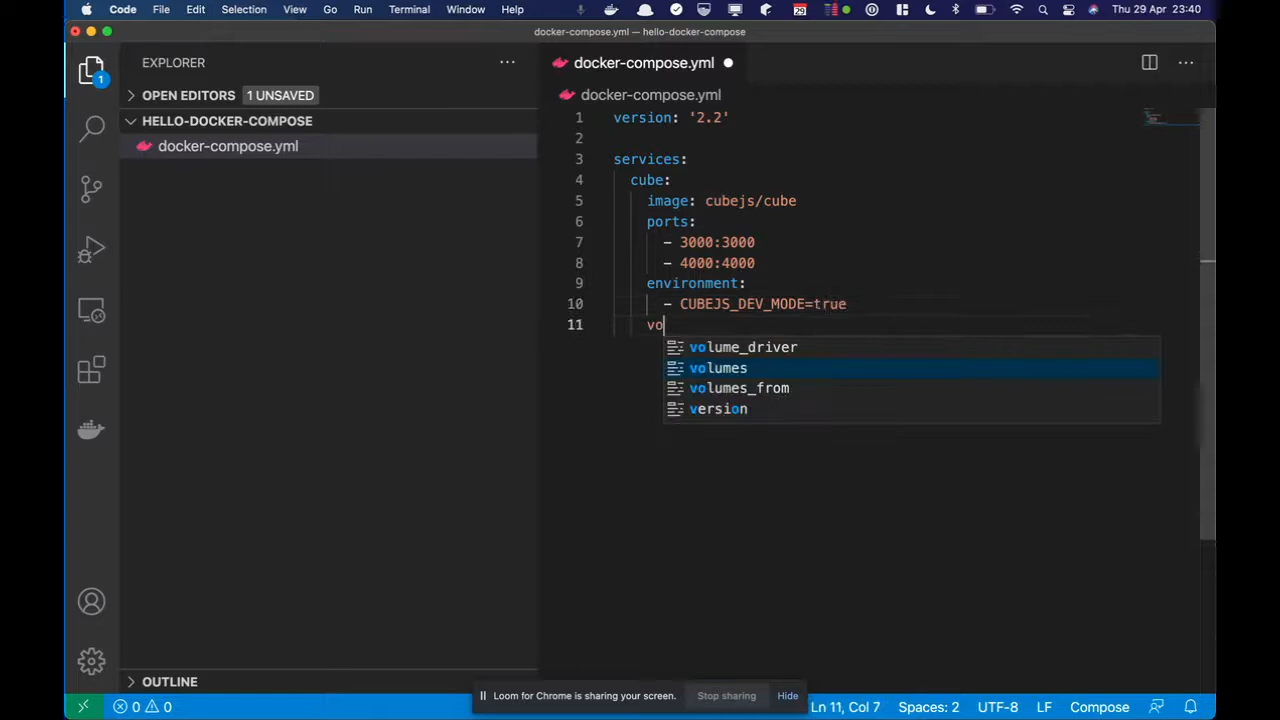 Code File Edit Selection View Go Run Terminal Window Help 29 Thu 29 Apr 23:40
docker-compose.yml — hello-docker-compose
EXPLORER
1
OPEN EDITORS 1 UNSAVED
HELLO-DOCKER-COMPOSE
docker-compose.yml
OUTLINE
docker-compose.yml
docker-compose.yml
1 version: '2.2'
2
3 services:
4 cube:
5 image: cubejs/cube
6 ports:
7 - 3000:3000
8 - 4000:4000
9 environment:
10 - CUBEJS_DEV_MODE=true
11 vo
volume_driver
volumes
volumes_from
version
Loom for Chrome is sharing your screen. Stop sharing Hide
0 0 Ln 11, Col 7 Spaces: 2 UTF-8 LF Compose